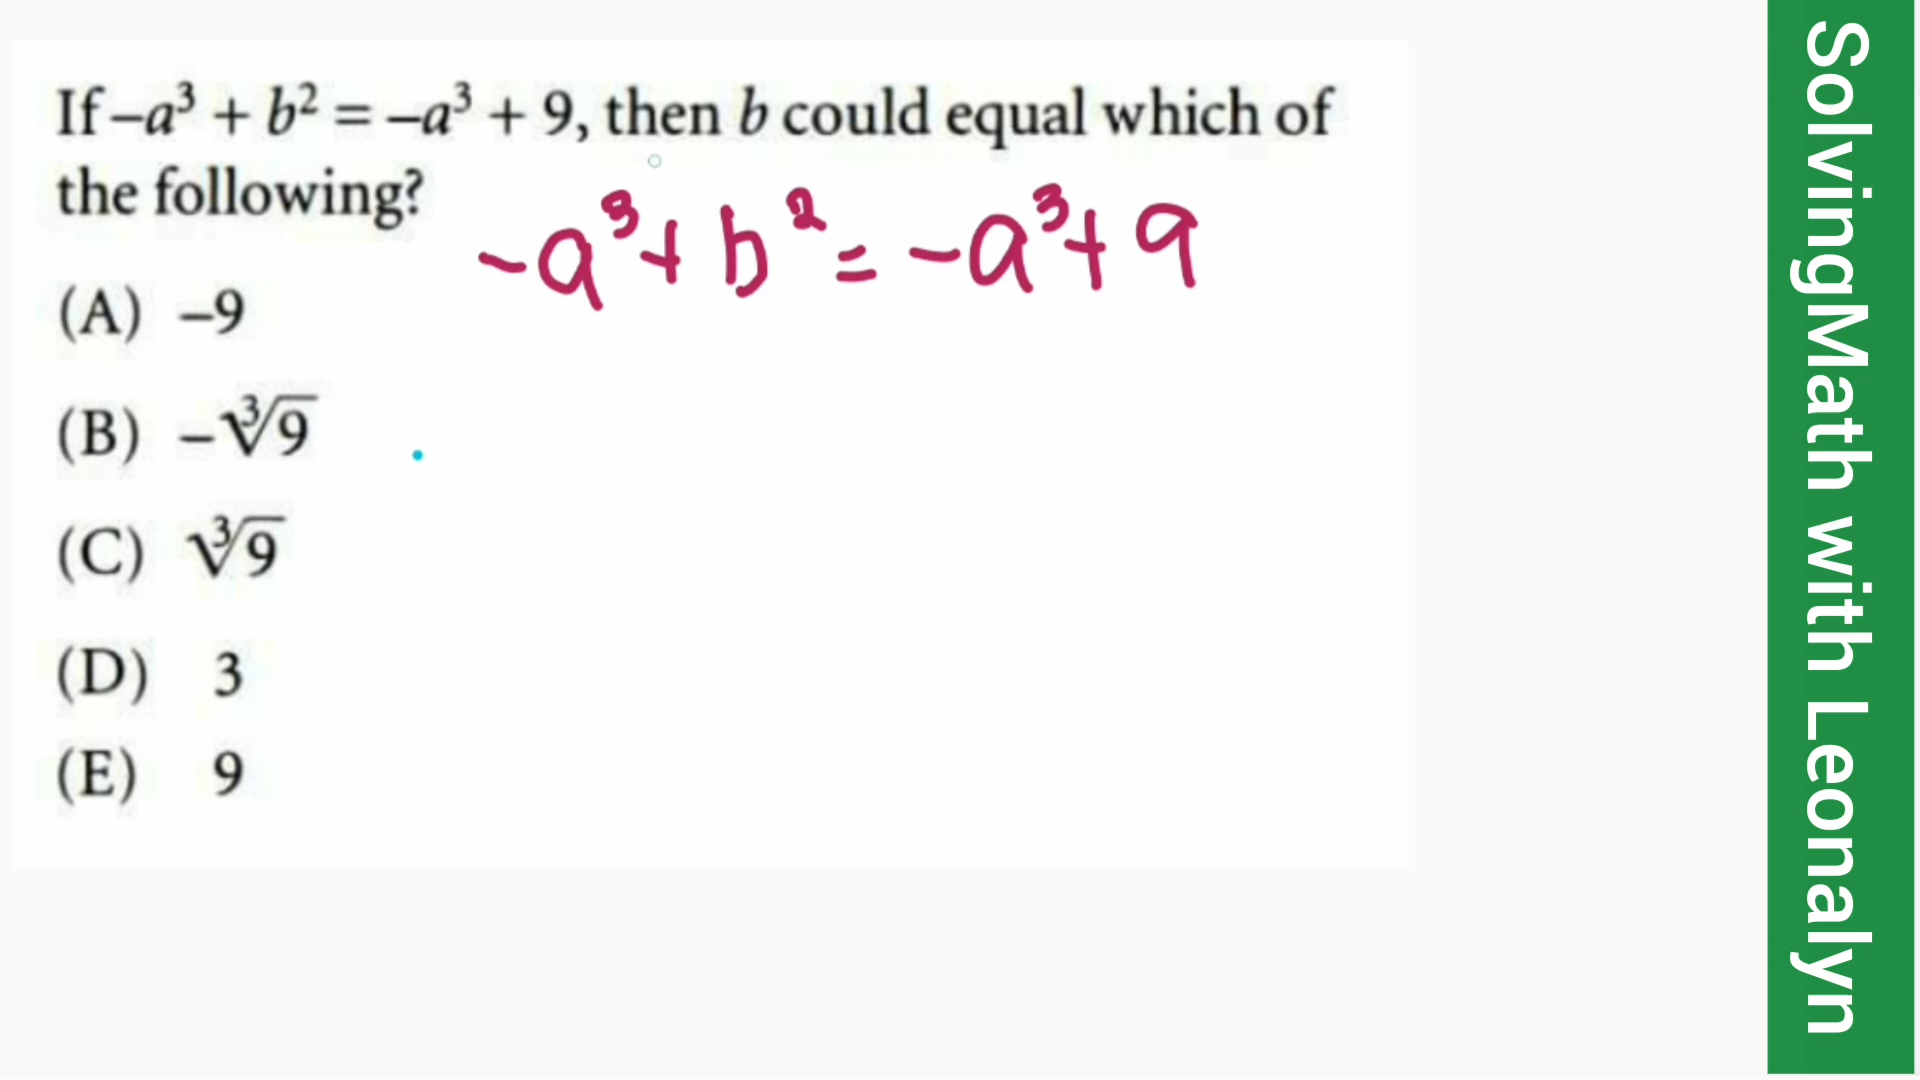 If –a³ + b² = –a³ + 9, then b could equal which of
the following?
-a³ + b² = -a³ + 9
(A) –9
(B) –∛9
(C) ∛9
(D) 3
(E) 9
SolvingMath with Leonalyn